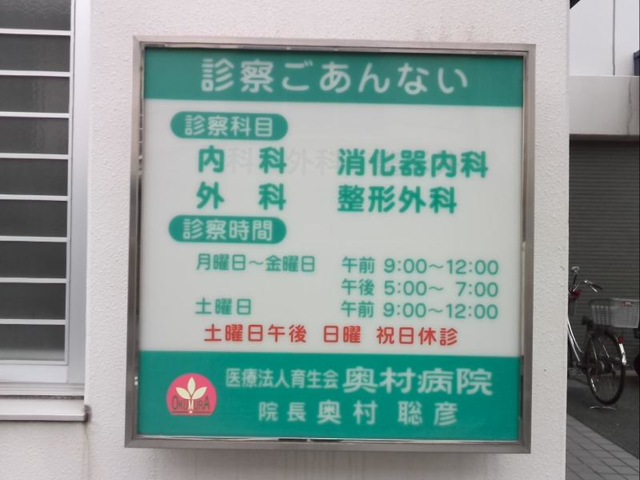 診察ごあんない
診察科目
内科 消化器内科
外科 整形外科
診察時間
月曜日～金曜日 午前 9:00～12:00
午後 5:00～ 7:00
土曜日 午前 9:00～12:00
土曜日午後 日曜 祝日休診
医療法人育生会 奥村病院
院長 奥村 聡彦